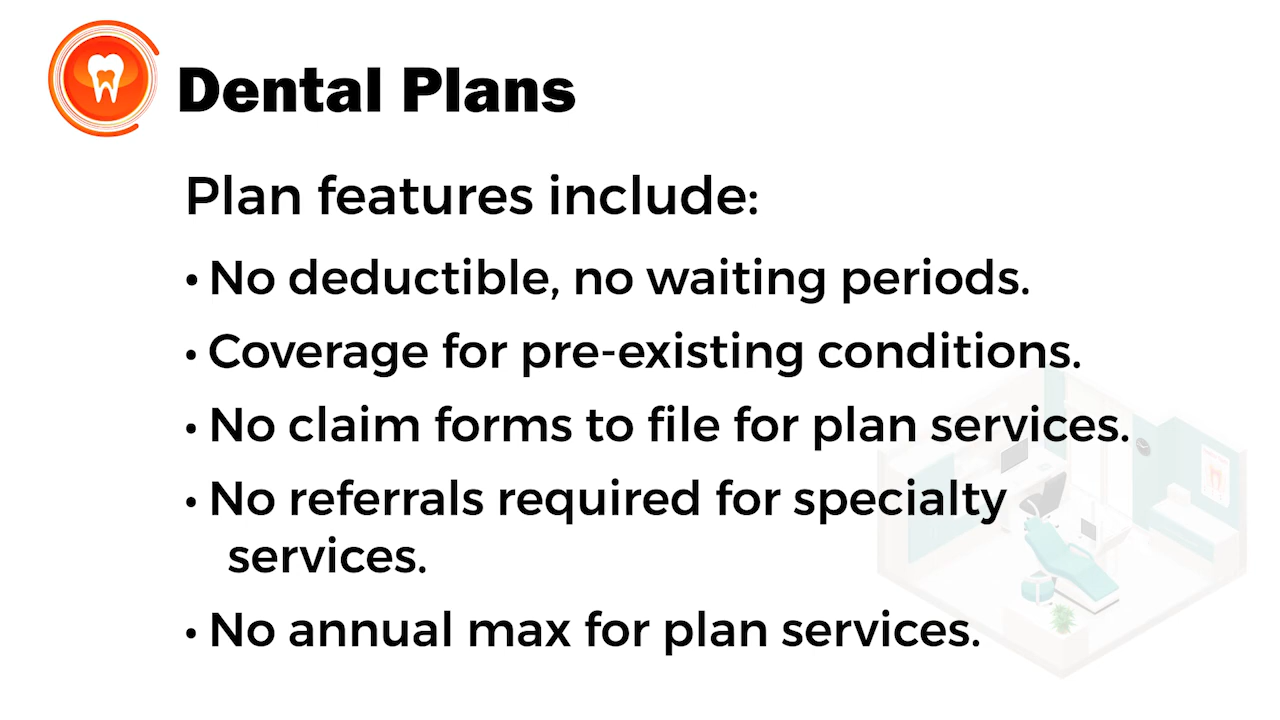 Dental Plans
Plan features include:
• No deductible, no waiting periods.
• Coverage for pre-existing conditions.
• No claim forms to file for plan services.
• No referrals required for specialty
services.
• No annual max for plan services.